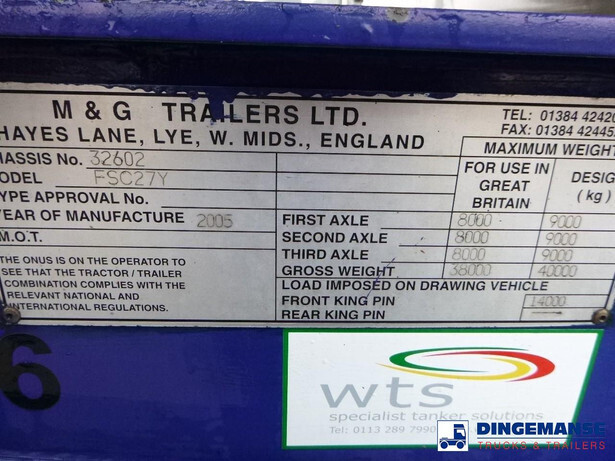 M & G TRAILERS LTD.
HAYES LANE, LYE, W. MIDS., ENGLAND
TEL: 01384 42420
FAX: 01384 42445
CHASSIS No. 32602
MODEL FSC27Y
TYPE APPROVAL No.
YEAR OF MANUFACTURE 2005
M.O.T.
THE ONUS IS ON THE OPERATOR TO
SEE THAT THE TRACTOR / TRAILER
COMBINATION COMPLIES WITH THE
RELEVANT NATIONAL AND
INTERNATIONAL REGULATIONS.
MAXIMUM WEIGHT
FOR USE IN GREAT BRITAIN
DESIG
(kg)
FIRST AXLE 8000 9000
SECOND AXLE 8000 9000
THIRD AXLE 8000 9000
GROSS WEIGHT 38000 40000
LOAD IMPOSED ON DRAWING VEHICLE
FRONT KING PIN 14000
REAR KING PIN
6
wts
specialist tanker solutions
Tel: 0113 289 7990
DINGEMANSE
TRUCKS & TRAILERS